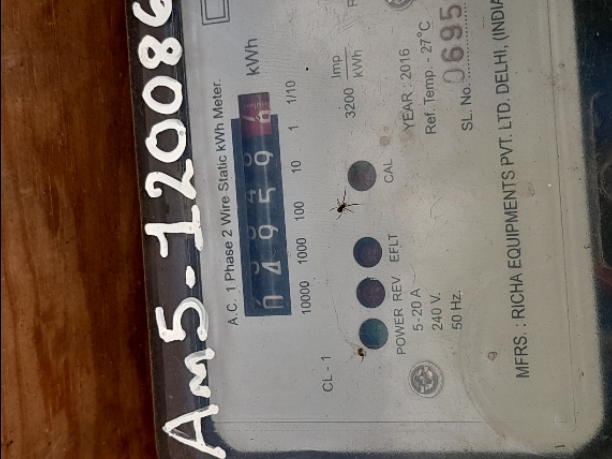 Am5-120086
A.C. 1 Phase 2 Wire Static kWh Meter.
04959 kWh
10000 1000 100 10 1 1/10
3200 Imp/kWh
CL-1
CAL
EFLT
REV.
POWER
YEAR : 2016
5-20 A
Ref. Temp. - 27°C
240 V.
SL. No. 0695
50 Hz.
MFRS. : RICHA EQUIPMENTS PVT. LTD. DELHI, (INDIA